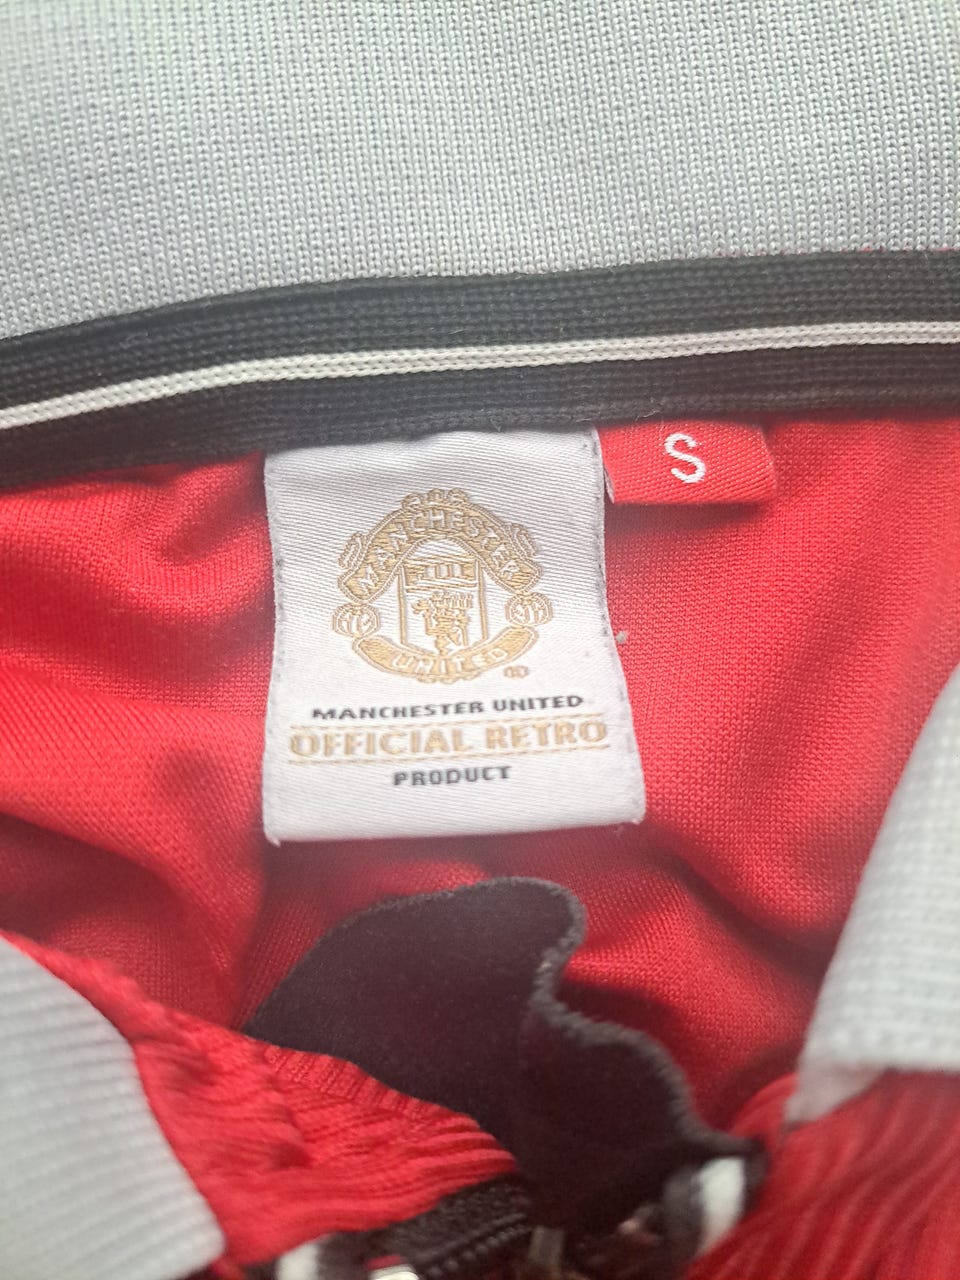 S
MANCHESTER
UNITED
®
MANCHESTER UNITED
OFFICIAL RETRO
PRODUCT